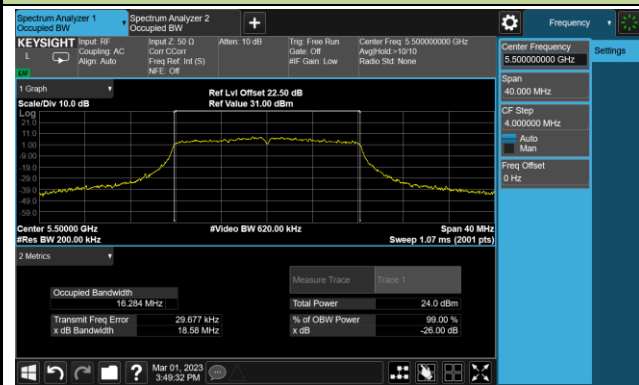 Spectrum Analyzer 1
Occupied BW
Spectrum Analyzer 2
Occupied BW
+
Frequency
KEYSIGHT
L
LW
Input: RF
Coupling: AC
Align: Auto
Input Z: 50 Ω
Corr CCorr
Freq Ref: Int (S)
NFE: Off
Atten: 10 dB
Trig: Free Run
Gate: Off
#IF Gain: Low
Center Freq: 5.500000000 GHz
Avg|Hold:>10/10
Radio Std: None
Center Frequency
5.500000000 GHz
Settings
Span
40.000 MHz
CF Step
4.000000 MHz
Auto
Man
Freq Offset
0 Hz
1 Graph
Scale/Div 10.0 dB
Ref Lvl Offset 22.50 dB
Ref Value 31.00 dBm
Log
21.0
11.0
1.00
-9.00
-19.0
-29.0
-39.0
-49.0
-59.0
Center 5.50000 GHz
#Res BW 200.00 kHz
#Video BW 620.00 kHz
Span 40 MHz
Sweep 1.07 ms (2001 pts)
2 Metrics
Measure Trace
Trace 1
Occupied Bandwidth
16.284 MHz
Total Power
24.0 dBm
Transmit Freq Error
29.677 kHz
% of OBW Power
99.00 %
x dB Bandwidth
18.58 MHz
x dB
-26.00 dB
?
Mar 01, 2023
3:49:32 PM